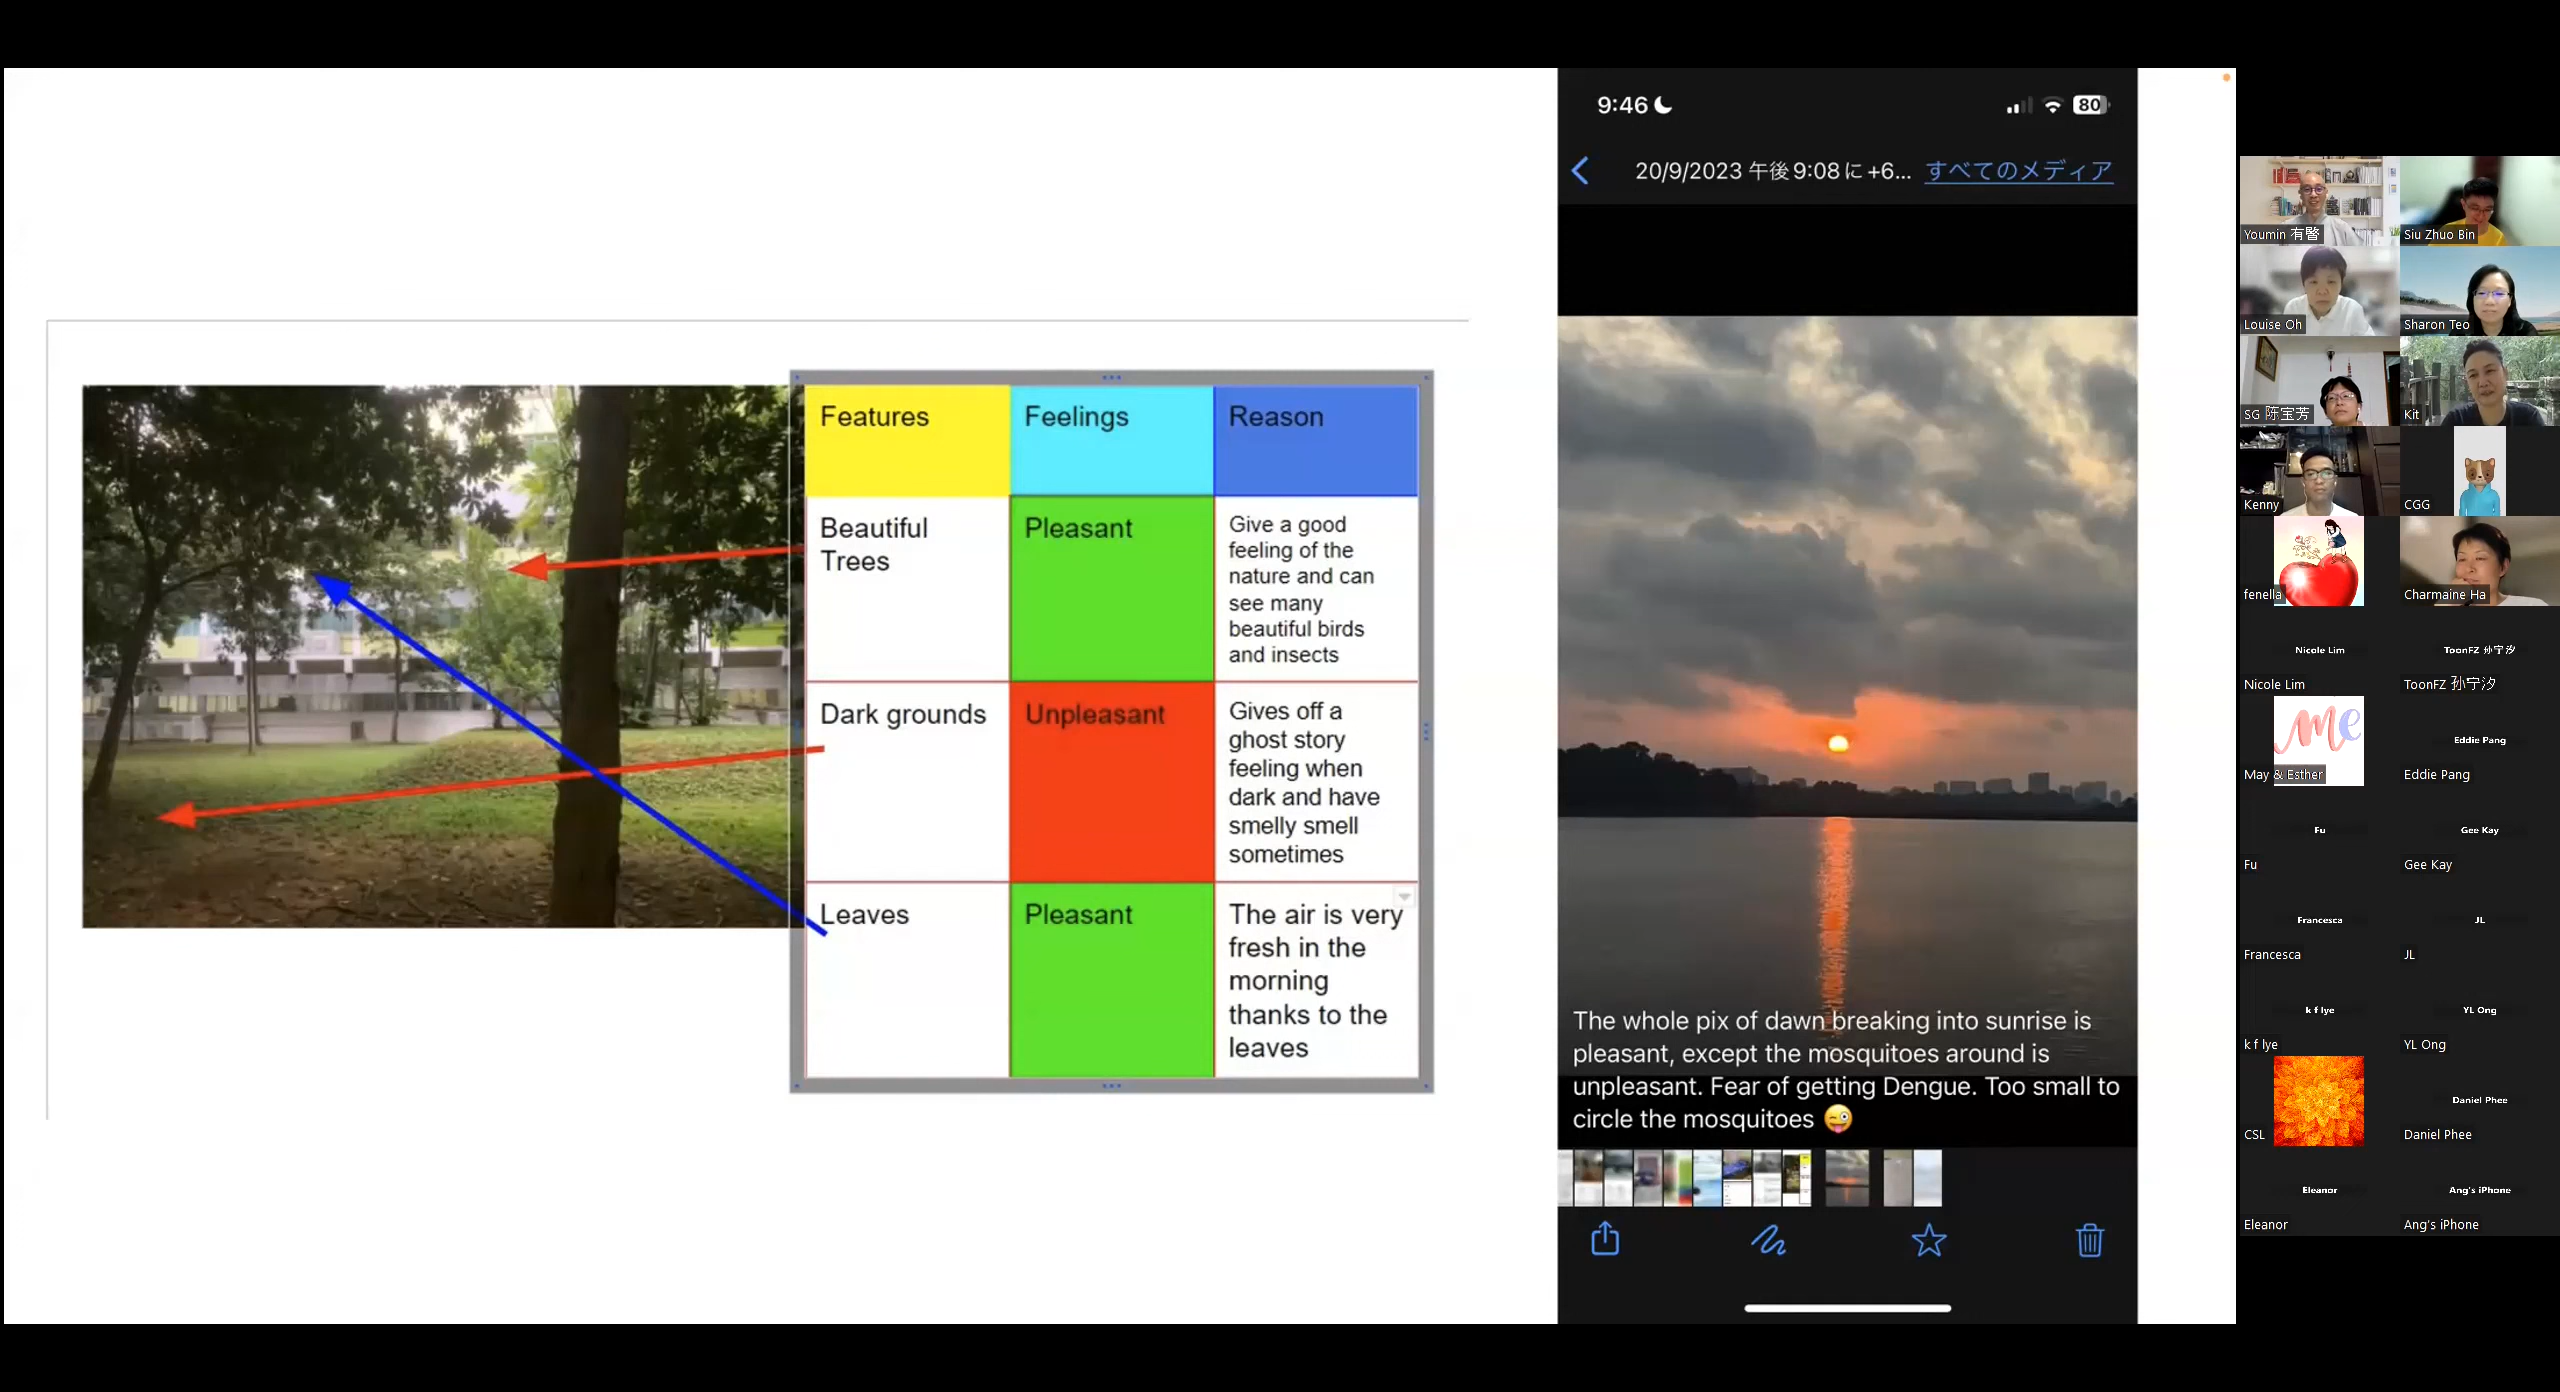 Features
Feelings
Reason
Beautiful
Trees
Pleasant
Give a good
feeling of the
nature and can
see many
beautiful birds
and insects
Dark grounds
Unpleasant
Gives off a
ghost story
feeling when
dark and have
smelly smell
sometimes
Leaves
Pleasant
The air is very
fresh in the
morning
thanks to the
leaves
9:46
80
20/9/2023 午後9:08に+6...
すべてのメディア
The whole pix of dawn breaking into sunrise is
pleasant, except the mosquitoes around is
unpleasant. Fear of getting Dengue. Too small to
circle the mosquitoes 😜
Youmin 有瞖
Siu Zhuo Bin
Louise Oh
Sharon Teo
SG 陈宝芳
Kit
Kenny
CGG
fenella
Charmaine Ha
Nicole Lim
ToonFZ 孙宁汐
Nicole Lim
ToonFZ 孙宁汐
me
Eddie Pang
May & Esther
Eddie Pang
Fu
Gee Kay
Fu
Gee Kay
Francesca
JL
Francesca
JL
k f lye
YL Ong
k f lye
YL Ong
Daniel Phee
CSL
Daniel Phee
Eleanor
Ang's iPhone
Eleanor
Ang's iPhone